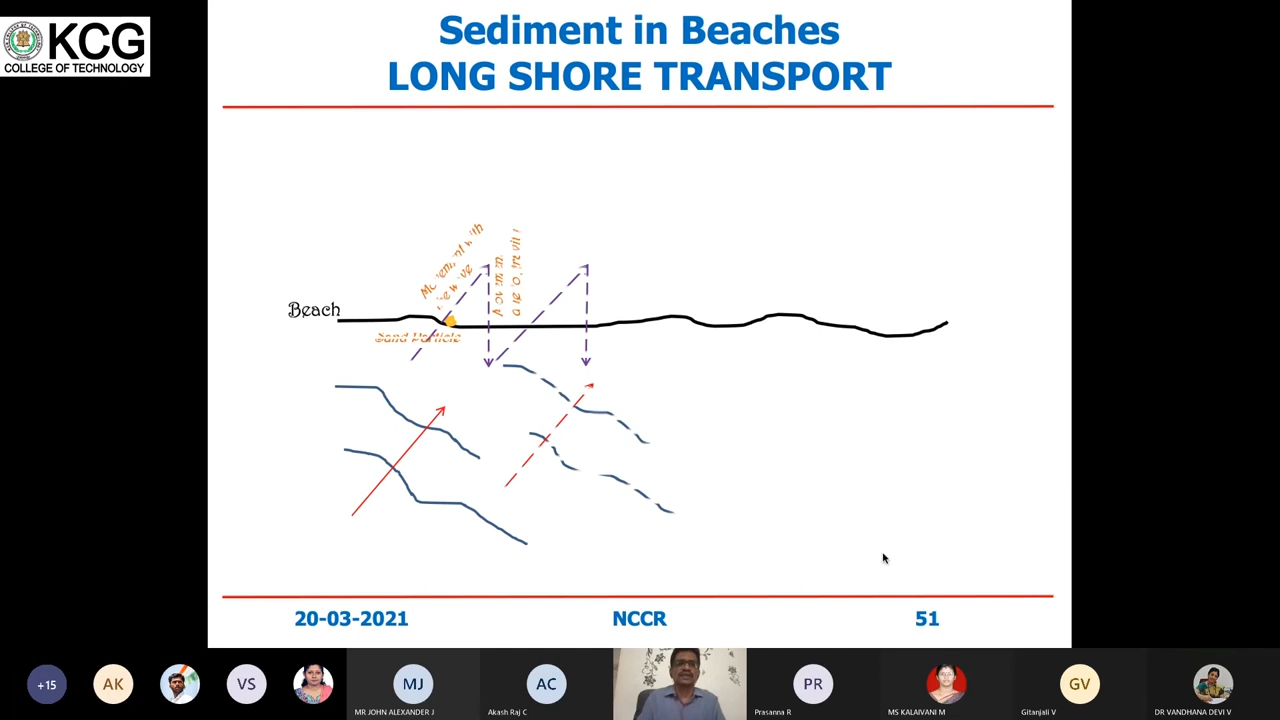 KCG
COLLEGE OF TECHNOLOGY
Sediment in Beaches
LONG SHORE TRANSPORT
Beach
Sand Particle
20-03-2021
NCCR
51
+15
AK
VS
MJ
MR JOHN ALEXANDER J
AC
Akash Raj C
PR
Prasanna R
MS KALAIVANI M
GV
Gitanjali V
DR VANDHANA DEVI V